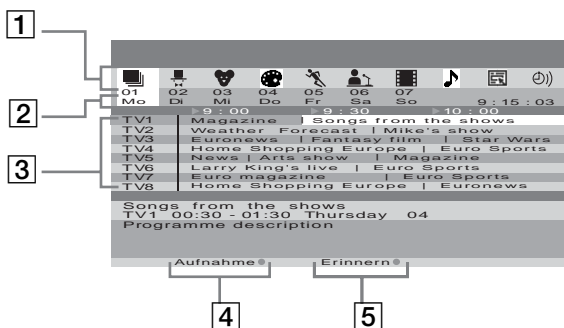 1
01 02 03 04 05 06 07
2
Mo Di Mi Do Fr Sa So 9:15:03
9:00 9:30 10:00
TV1 Magazine | Songs from the shows
TV2 Weather Forecast | Mike's show
TV3 Euronews | Fantasy film | Star Wars
TV4 Home Shopping Europe | Euro Sports
3
TV5 News | Arts show | Magazine
TV6 Larry King's live | Euro Sports
TV7 Euro magazine | Euro Sports
TV8 Home Shopping Europe | Euronews
Songs from the shows
TV1 00:30 - 01:30 Thursday 04
Programme description
Aufnahme Erinnern
4 5